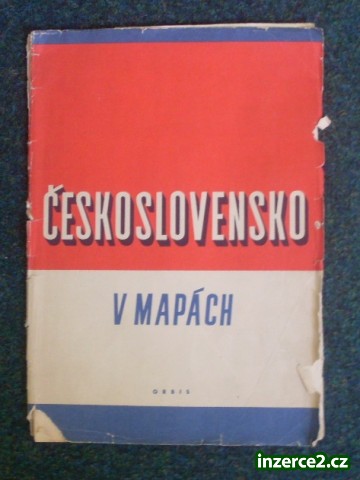 ČESKOSLOVENSKO
V MAPÁCH
ORBIS
inzerce2.cz